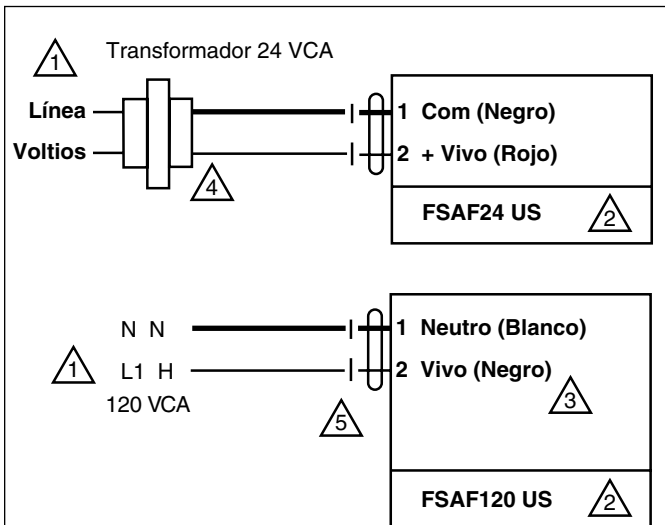 1 Transformador 24 VCA
Línea
Voltios
1 Com (Negro)
2 + Vivo (Rojo)
4
FSAF24 US 2
N N
1 Neutro (Blanco)
1 L1 H
2 Vivo (Negro)
120 VCA
5
3
FSAF120 US 2